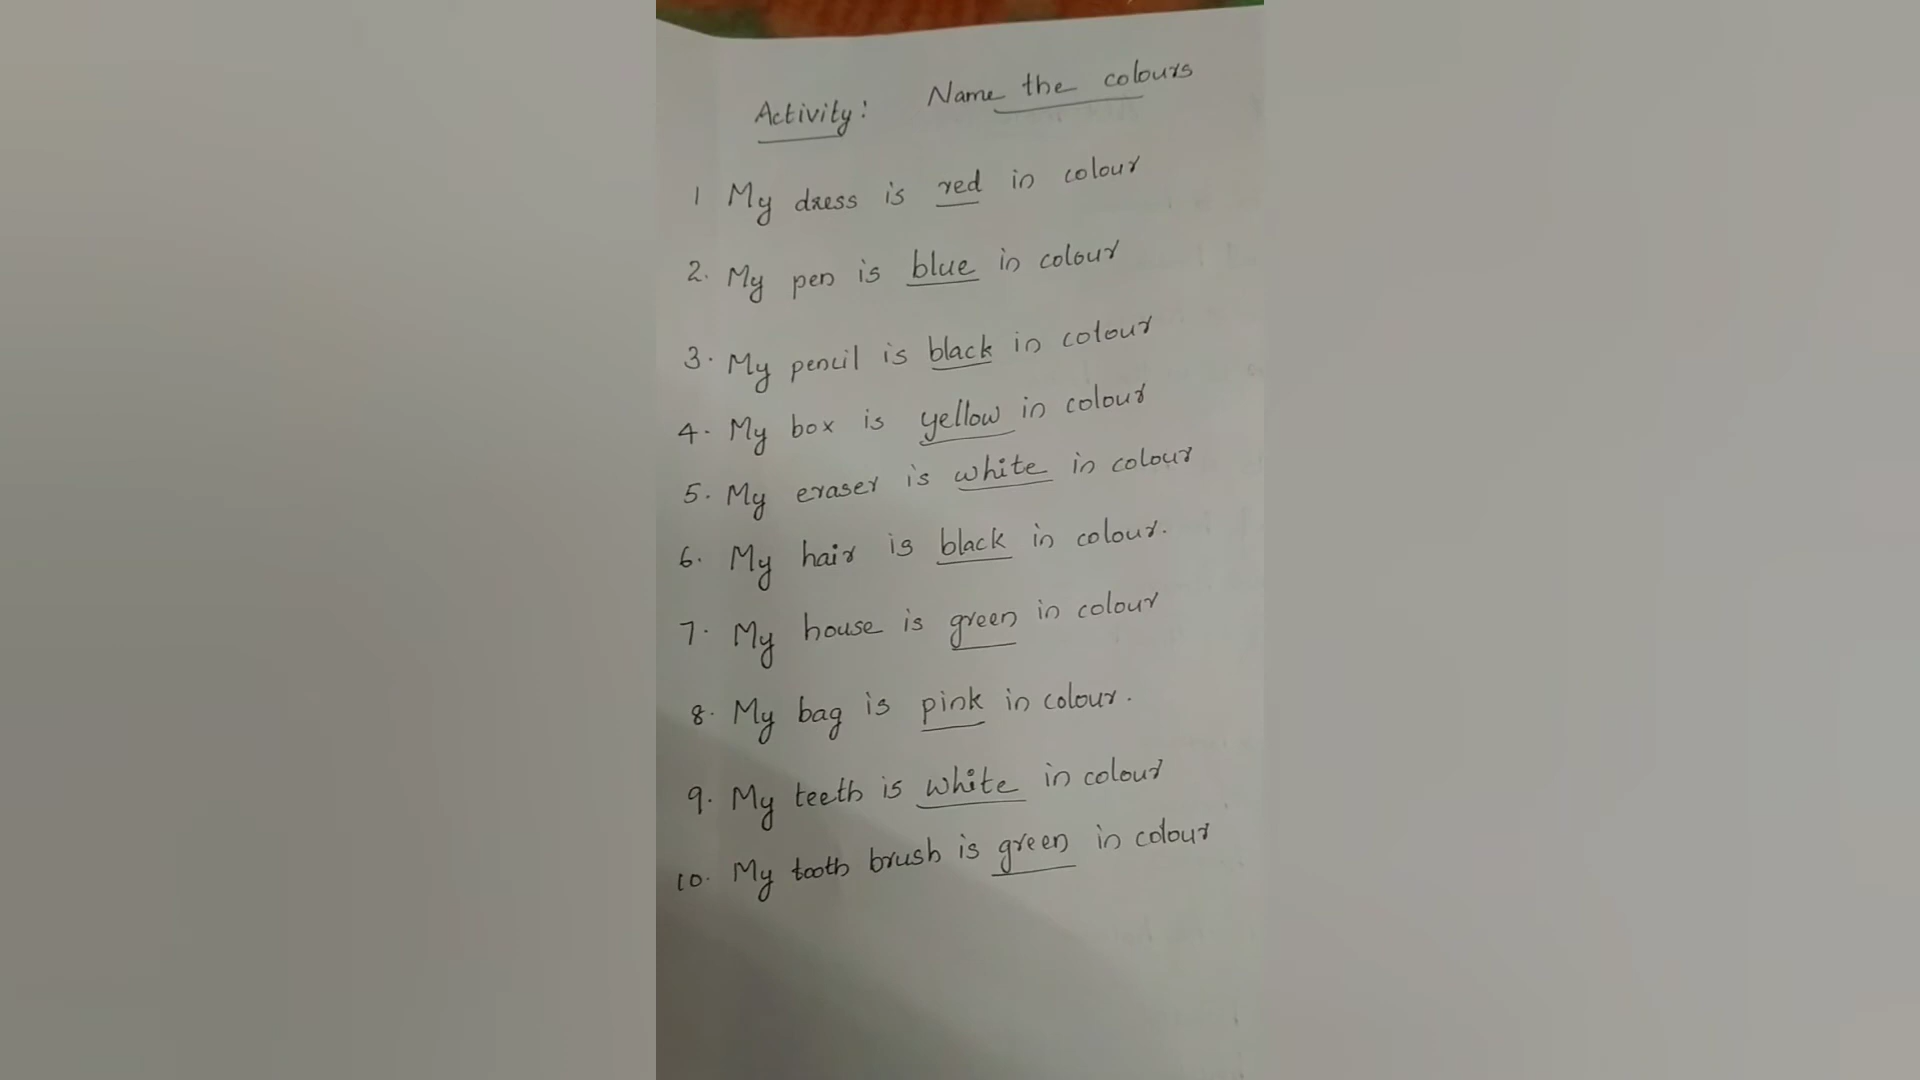 Activity: Name the colours
1 My dress is red in colour
2. My pen is blue in colour
3. My pencil is black in colour
4. My box is yellow in colour
5. My eraser is white in colour
6. My hair is black in colour.
7. My house is green in colour
8. My bag is pink in colour.
9. My teeth is white in colour
10. My tooth brush is green in colour